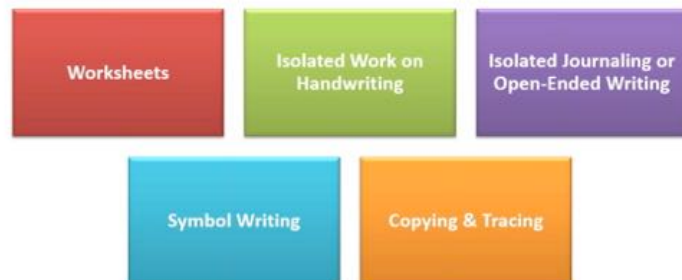 Worksheets
Isolated Work on
Handwriting
Isolated Journaling or
Open-Ended Writing
Symbol Writing
Copying & Tracing